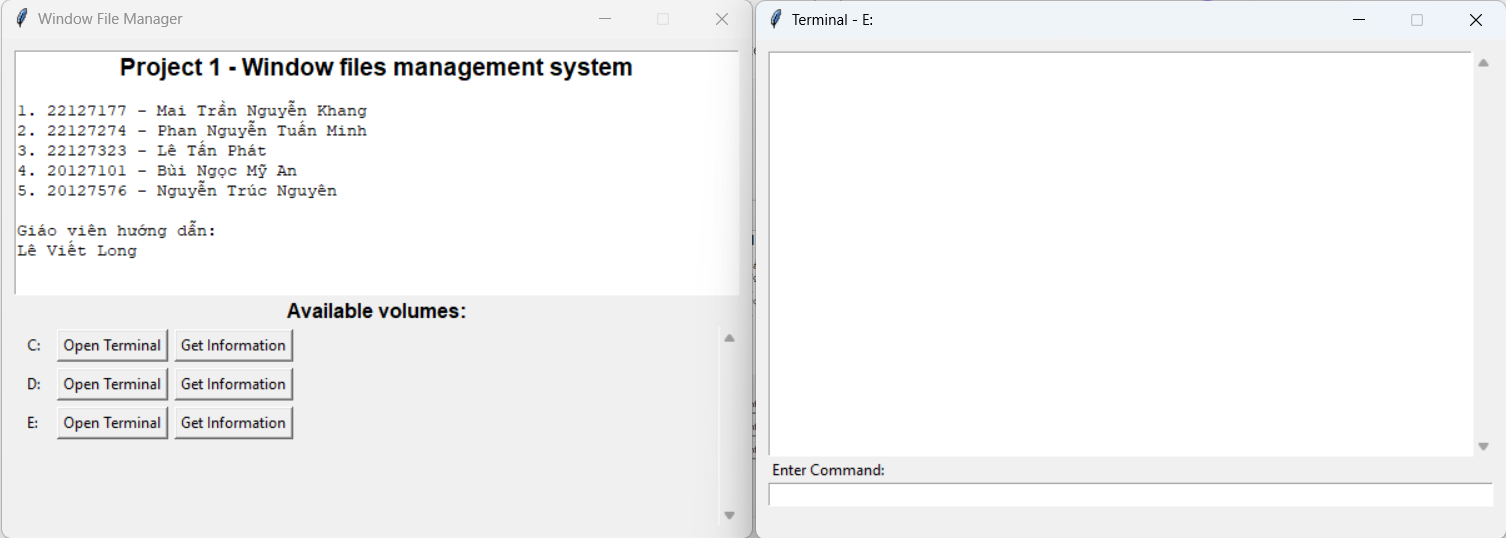 Window File Manager
Project 1 - Window files management system
1. 22127177 - Mai Trần Nguyễn Khang
2. 22127274 - Phan Nguyễn Tuấn Minh
3. 22127323 - Lê Tấn Phát
4. 20127101 - Bùi Ngọc Mỹ An
5. 20127576 - Nguyễn Trúc Nguyên
Giáo viên hướng dẫn:
Lê Viết Long
Available volumes:
C: Open Terminal Get Information
D: Open Terminal Get Information
E: Open Terminal Get Information
Terminal - E:
Enter Command: